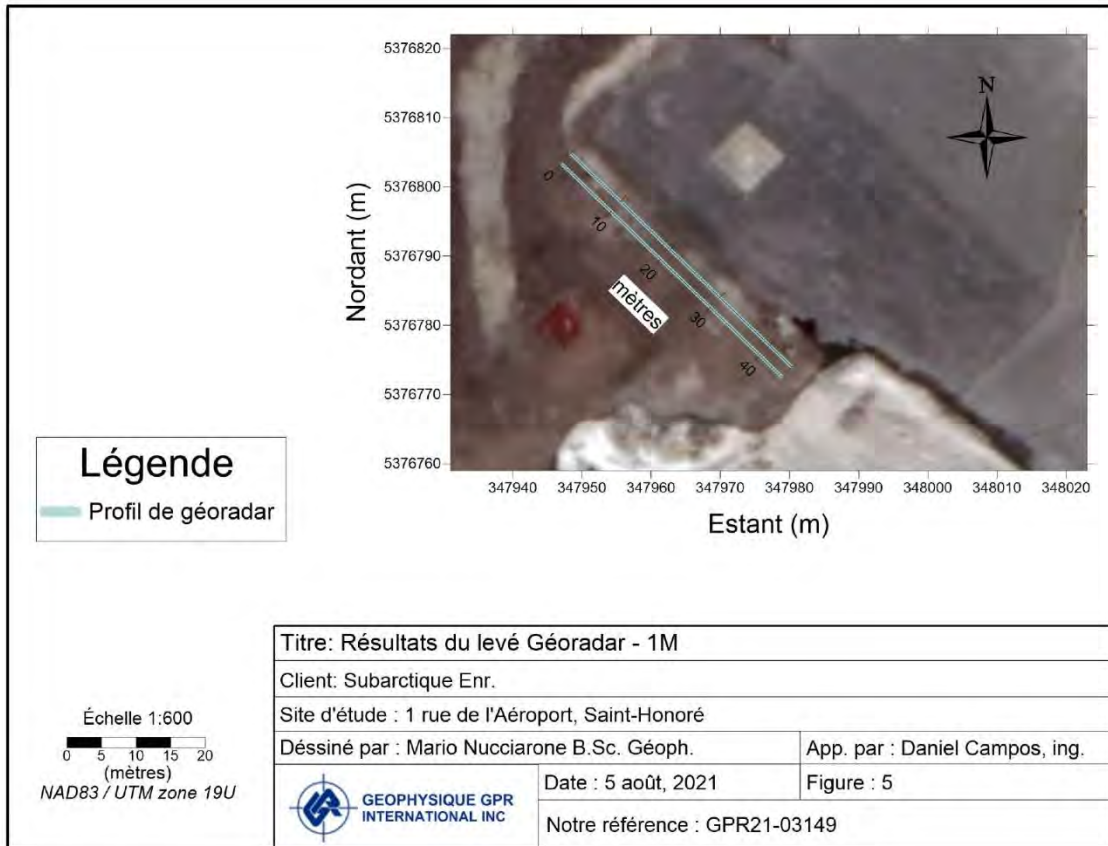 5376820
5376810
5376800
5376790
5376780
5376770
5376760
Nordant (m)
N
0
10
20
mètres
30
40
347940 347950 347960 347970 347980 347990 348000 348010 348020
Estant (m)
Légende
Profil de géoradar
Échelle 1:600
0 5 10 15 20
(mètres)
NAD83 / UTM zone 19U
Titre: Résultats du levé Géoradar - 1M
Client: Subarctique Enr.
Site d'étude : 1 rue de l'Aéroport, Saint-Honoré
Déssiné par : Mario Nucciarone B.Sc. Géoph.
App. par : Daniel Campos, ing.
GEOPHYSIQUE GPR
INTERNATIONAL INC
Date : 5 août, 2021
Figure : 5
Notre référence : GPR21-03149